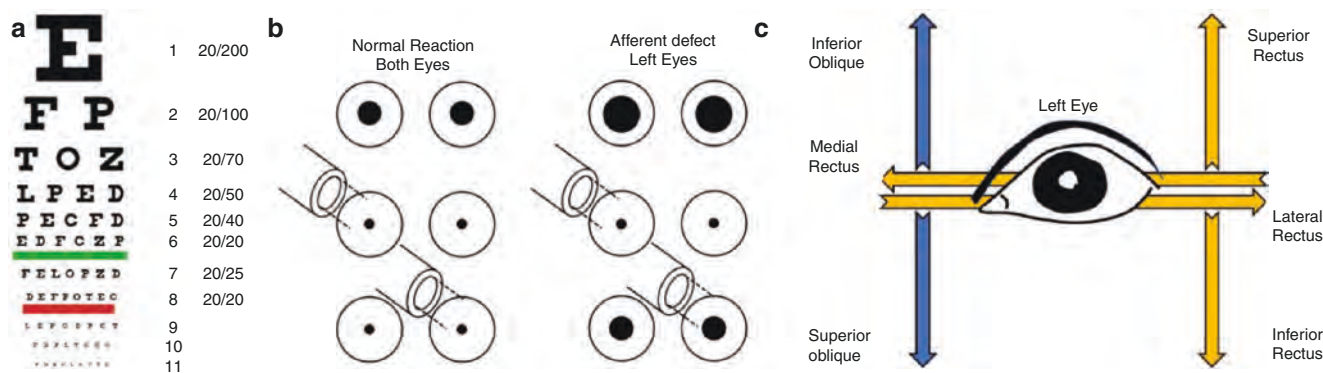 a
E 1 20/200
F P 2 20/100
T O Z 3 20/70
L P E D 4 20/50
P E C F D 5 20/40
E D F C Z P 6 20/20
F E L O P Z D 7 20/25
D E F P O T E C 8 20/20
9
10
11
b
Normal Reaction
Both Eyes
Afferent defect
Left Eyes
c
Inferior
Oblique
Superior
Rectus
Left Eye
Medial
Rectus
Lateral
Rectus
Superior
oblique
Inferior
Rectus